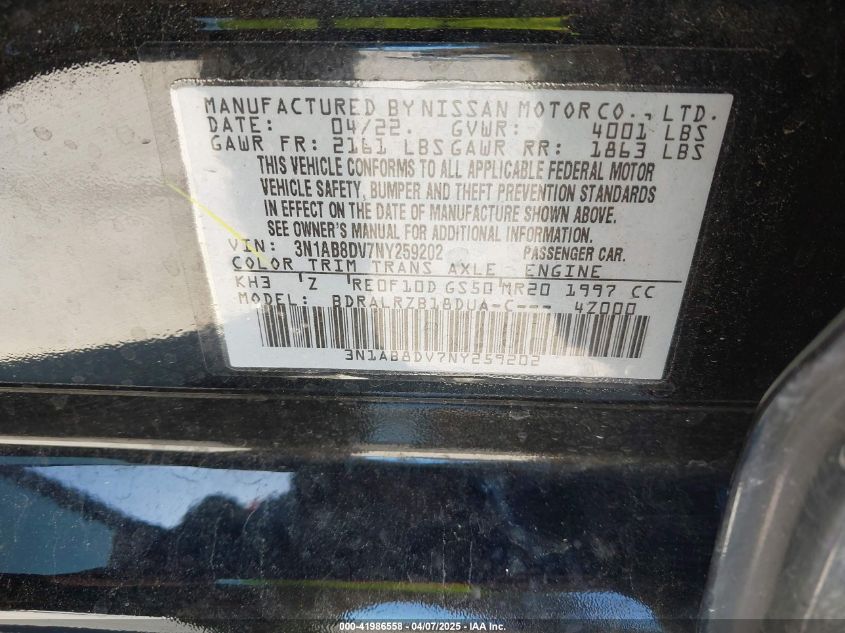 MANUFACTURED BY NISSAN MOTOR CO., LTD.
DATE: 04/22. GVWR: 4001 LBS
GAWR FR: 2161 LBS GAWR RR: 1863 LBS
THIS VEHICLE CONFORMS TO ALL APPLICABLE FEDERAL MOTOR
VEHICLE SAFETY, BUMPER AND THEFT PREVENTION STANDARDS
IN EFFECT ON THE DATE OF MANUFACTURE SHOWN ABOVE.
SEE OWNER'S MANUAL FOR ADDITIONAL INFORMATION.
VIN: 3N1AB8DV7NY259202 PASSENGER CAR.
COLOR TRIM TRANS AXLE ENGINE
KH3 Z RE0F10D GS50 MR20 1997 CC
MODEL: BDRALRZB18DUA-C--- 4Z000
3N1AB8DV7NY259202
000-41986558 - 04/07/2025 - IAA Inc.